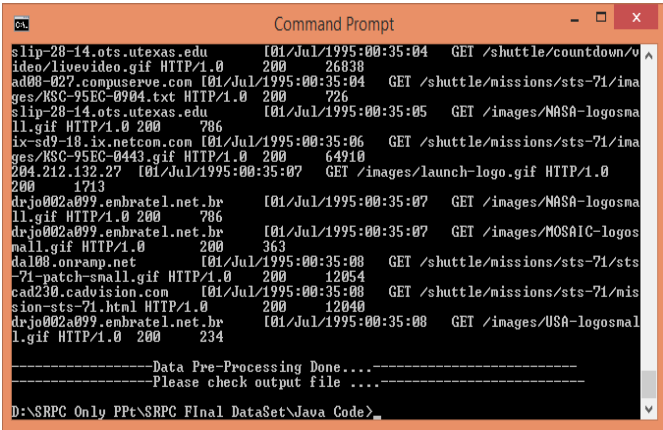 Command Prompt
slip-28-14.ots.utexas.edu [01/Jul/1995:00:35:04 GET /shuttle/countdown/v
ideo/livevideo.gif HTTP/1.0 200 26838
ad08-027.compuserve.com [01/Jul/1995:00:35:04 GET /shuttle/missions/sts-71/ima
ges/KSC-95EC-0904.txt HTTP/1.0 200 726
slip-28-14.ots.utexas.edu [01/Jul/1995:00:35:05 GET /images/NASA-logosma
ll.gif HTTP/1.0 200 786
ix-sd9-18.ix.netcom.com [01/Jul/1995:00:35:06 GET /shuttle/missions/sts-71/ima
ges/KSC-95EC-0443.gif HTTP/1.0 200 64910
204.212.132.27 [01/Jul/1995:00:35:07 GET /images/launch-logo.gif HTTP/1.0
200 1713
drjo002a099.embratel.net.br [01/Jul/1995:00:35:07 GET /images/NASA-logosma
ll.gif HTTP/1.0 200 786
drjo002a099.embratel.net.br [01/Jul/1995:00:35:07 GET /images/MOSAIC-logos
mall.gif HTTP/1.0 200 363
dal08.onramp.net [01/Jul/1995:00:35:08 GET /shuttle/missions/sts-71/sts
-71-patch-small.gif HTTP/1.0 200 12054
cad230.cadvision.com [01/Jul/1995:00:35:08 GET /shuttle/missions/sts-71/mis
sion-sts-71.html HTTP/1.0 200 12040
drjo002a099.embratel.net.br [01/Jul/1995:00:35:08 GET /images/USA-logosmal
l.gif HTTP/1.0 200 234
------------------Data Pre-Processing Done....--------------------------
------------------Please check output file ....--------------------------
D:\SRPC Only PPt\SRPC FInal DataSet\Java Code>_